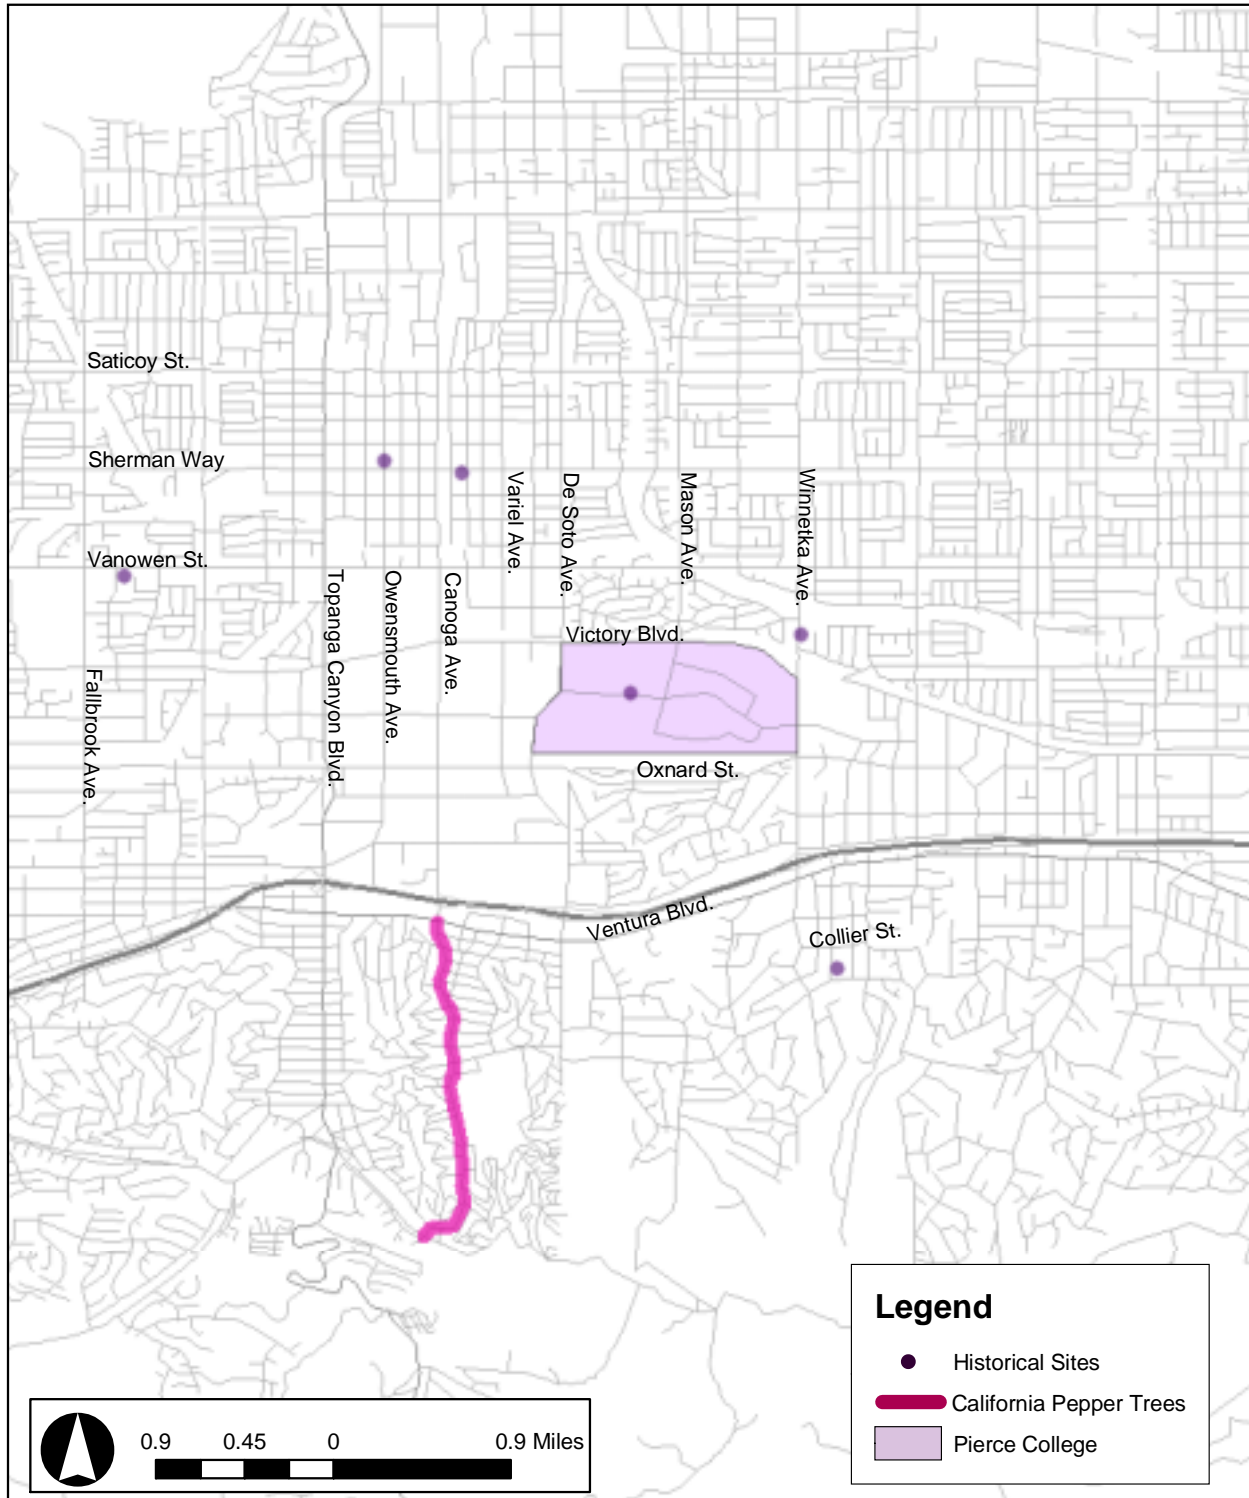 Saticoy St.
Sherman Way
Vanowen St.
Fallbrook Ave.
Topanga Canyon Blvd.
Owensmouth Ave.
Canoga Ave.
Variel Ave.
De Soto Ave.
Mason Ave.
Winnetka Ave.
Victory Blvd.
Oxnard St.
Ventura Blvd.
Collier St.
Legend
Historical Sites
California Pepper Trees
Pierce College
0.9 0.45 0 0.9 Miles